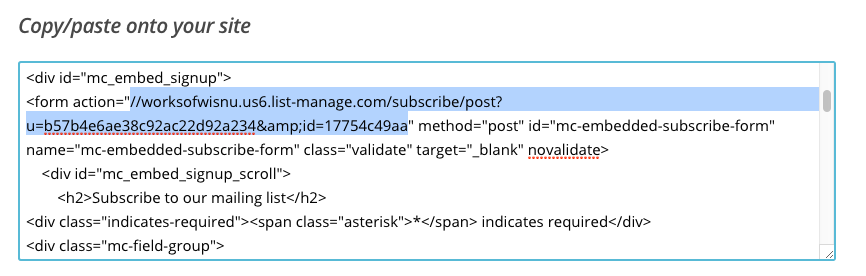 Copy/paste onto your site
<div id="mc_embed_signup">
<form action="//worksofwisnu.us6.list-manage.com/subscribe/post?
u=b57b4e6ae38c92ac22d92a234&amp;id=17754c49aa" method="post" id="mc-embedded-subscribe-form"
name="mc-embedded-subscribe-form" class="validate" target="_blank" novalidate>
<div id="mc_embed_signup_scroll">
<h2>Subscribe to our mailing list</h2>
<div class="indicates-required"><span class="asterisk">*</span> indicates required</div>
<div class="mc-field-group">